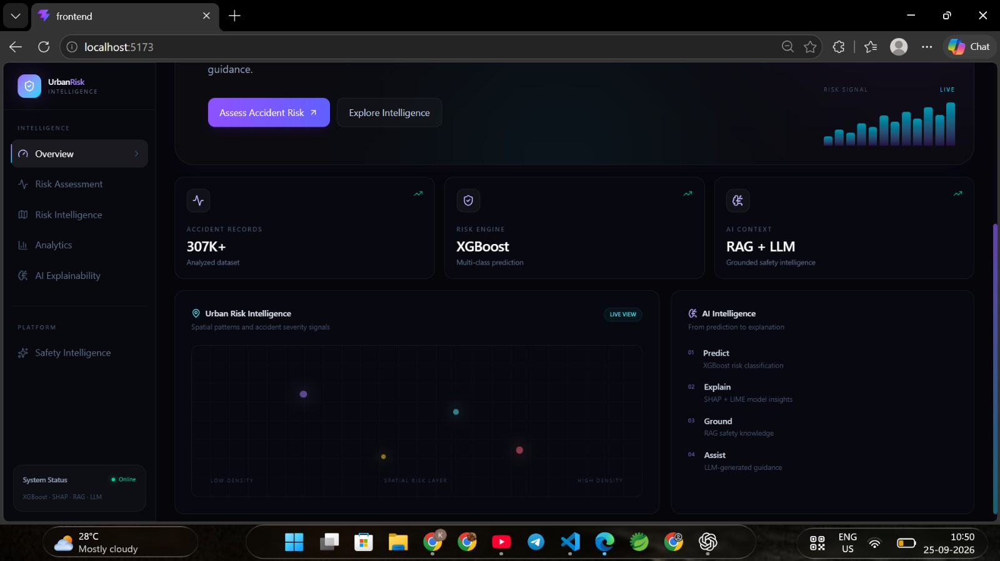 frontend
localhost:5173
Chat
UrbanRisk
INTELLIGENCE
INTELLIGENCE
Overview
Risk Assessment
Risk Intelligence
Analytics
AI Explainability
PLATFORM
Safety Intelligence
System Status
Online
XGBoost · SHAP · RAG · LLM
guidance.
Assess Accident Risk
Explore Intelligence
RISK SIGNAL
LIVE
ACCIDENT RECORDS
307K+
Analyzed dataset
RISK ENGINE
XGBoost
Multi-class prediction
AI CONTEXT
RAG + LLM
Grounded safety intelligence
Urban Risk Intelligence
Spatial patterns and accident severity signals
LIVE VIEW
LOW DENSITY
SPATIAL RISK LAYER
HIGH DENSITY
AI Intelligence
From prediction to explanation
01 Predict
XGBoost risk classification
02 Explain
SHAP + LIME model insights
03 Ground
RAG safety knowledge
04 Assist
LLM-generated guidance
28°C
Mostly cloudy
K
ENG
US
10:50
25-09-2026